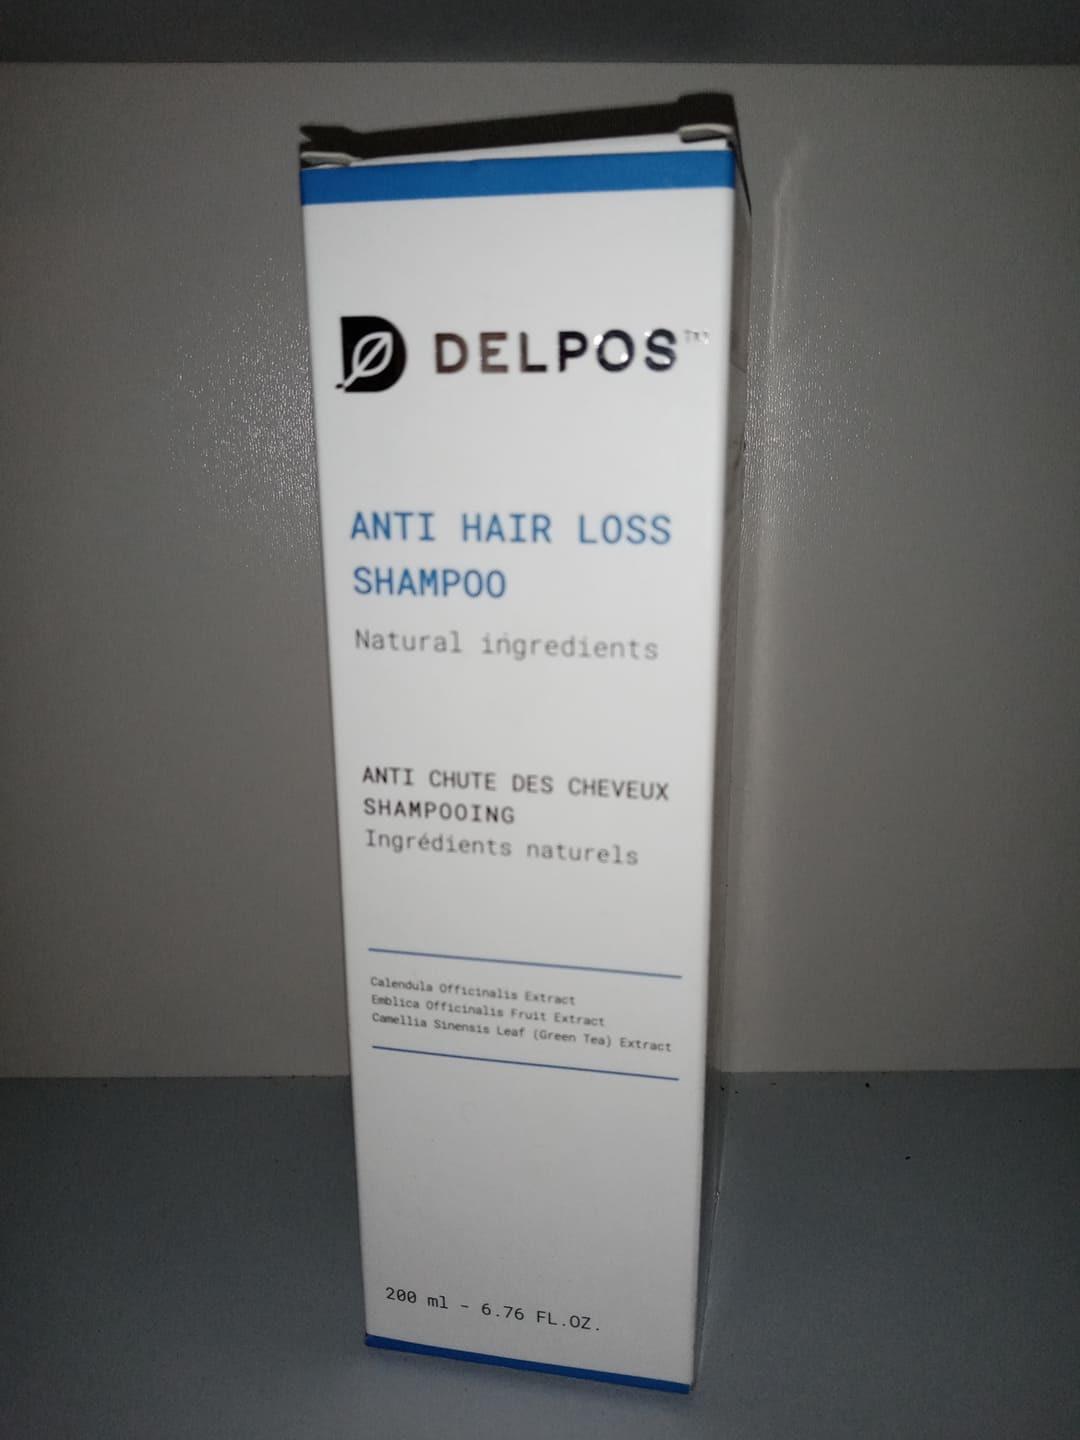 DELPOS™
ANTI HAIR LOSS
SHAMPOO
Natural ingredients
ANTI CHUTE DES CHEVEUX
SHAMPOOING
Ingrédients naturels
Calendula Officinalis Extract
Emblica Officinalis Fruit Extract
Camellia Sinensis Leaf (Green Tea) Extract
200 ml - 6.76 FL.OZ.